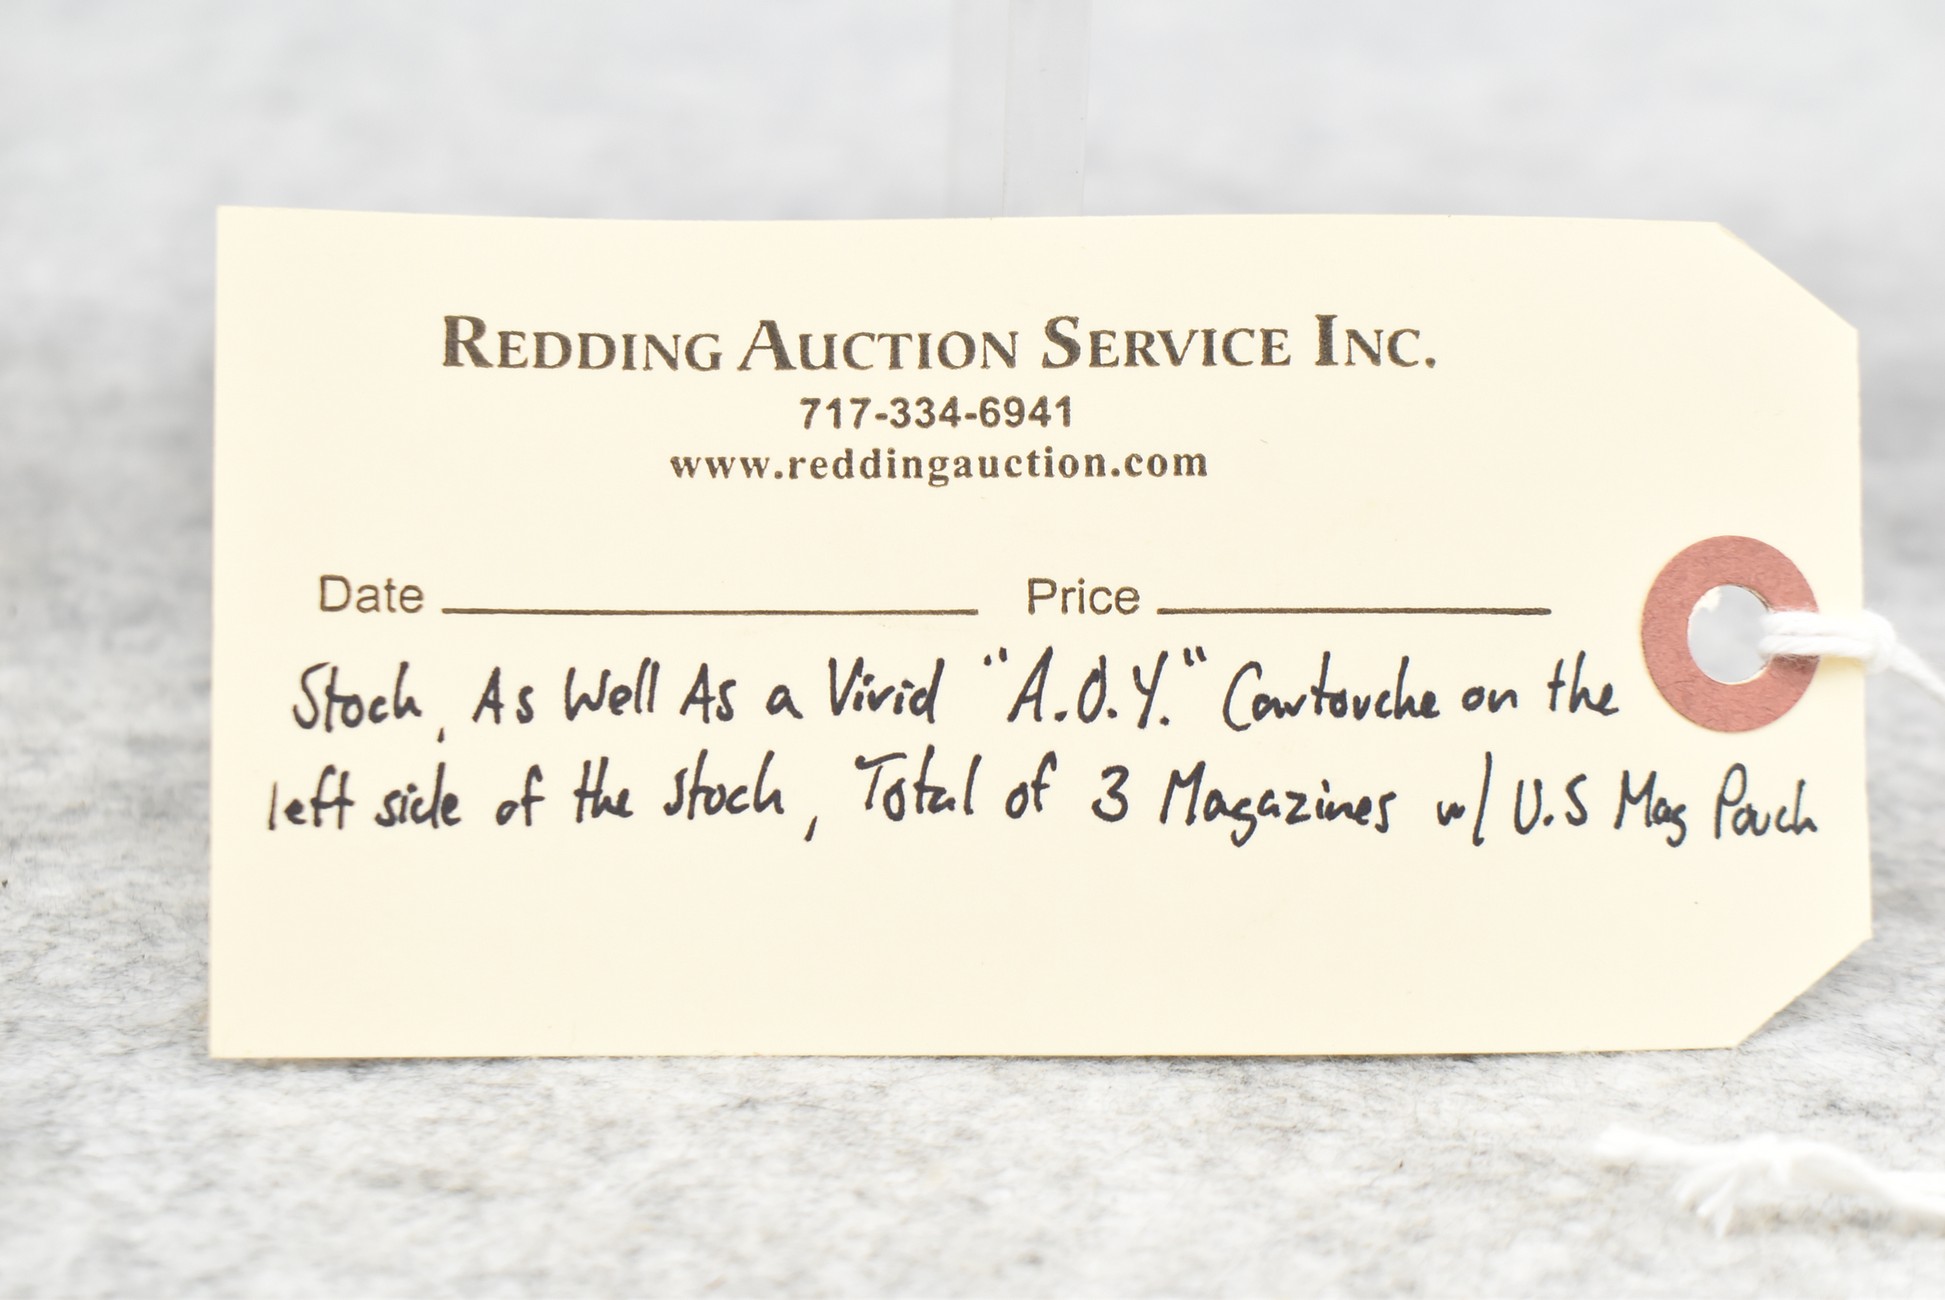 REDDING AUCTION SERVICE INC.
717-334-6941
www.reddingauction.com
Date Price
Stock, As Well As a Vivid "A.O.Y." Cartouche on the
left side of the stock, Total of 3 Magazines w/ U.S Mag Pouch